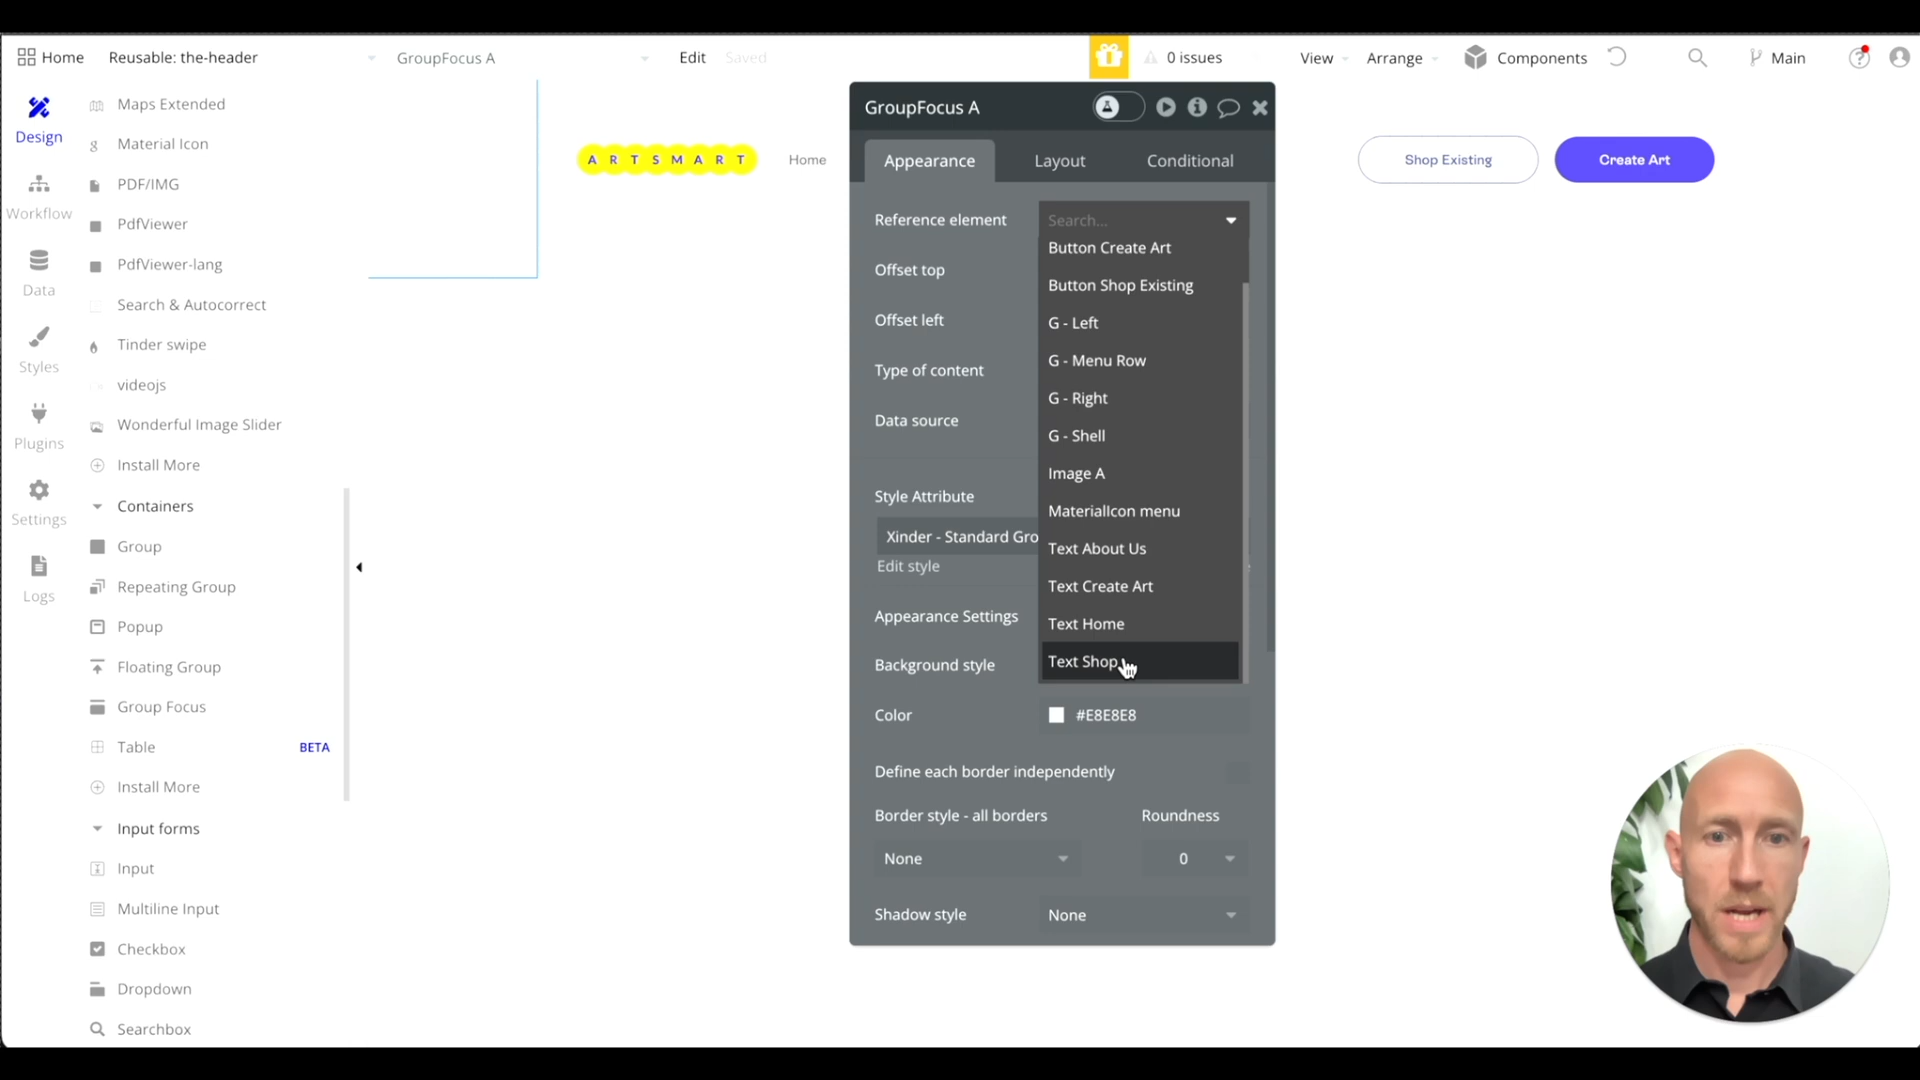 Home
Reusable: the-header
GroupFocus A
Edit
Saved
0 issues
View
Arrange
Components
Main
Design
Workflow
Data
Styles
Plugins
Settings
Logs
Maps Extended
Material Icon
PDF/IMG
PdfViewer
PdfViewer-lang
Search & Autocorrect
Tinder swipe
videojs
Wonderful Image Slider
Install More
Containers
Group
Repeating Group
Popup
Floating Group
Group Focus
Table BETA
Install More
Input forms
Input
Multiline Input
Checkbox
Dropdown
Searchbox
ARTSMART
Home
GroupFocus A
Appearance
Layout
Conditional
Reference element
Search...
Offset top
Offset left
Type of content
Data source
Style Attribute
Xinder - Standard Gro
Edit style
Appearance Settings
Background style
Button Create Art
Button Shop Existing
G - Left
G - Menu Row
G - Right
G - Shell
Image A
MaterialIcon menu
Text About Us
Text Create Art
Text Home
Text Shop
Color
#E8E8E8
Define each border independently
Border style - all borders
Roundness
None
0
Shadow style
None
Shop Existing
Create Art